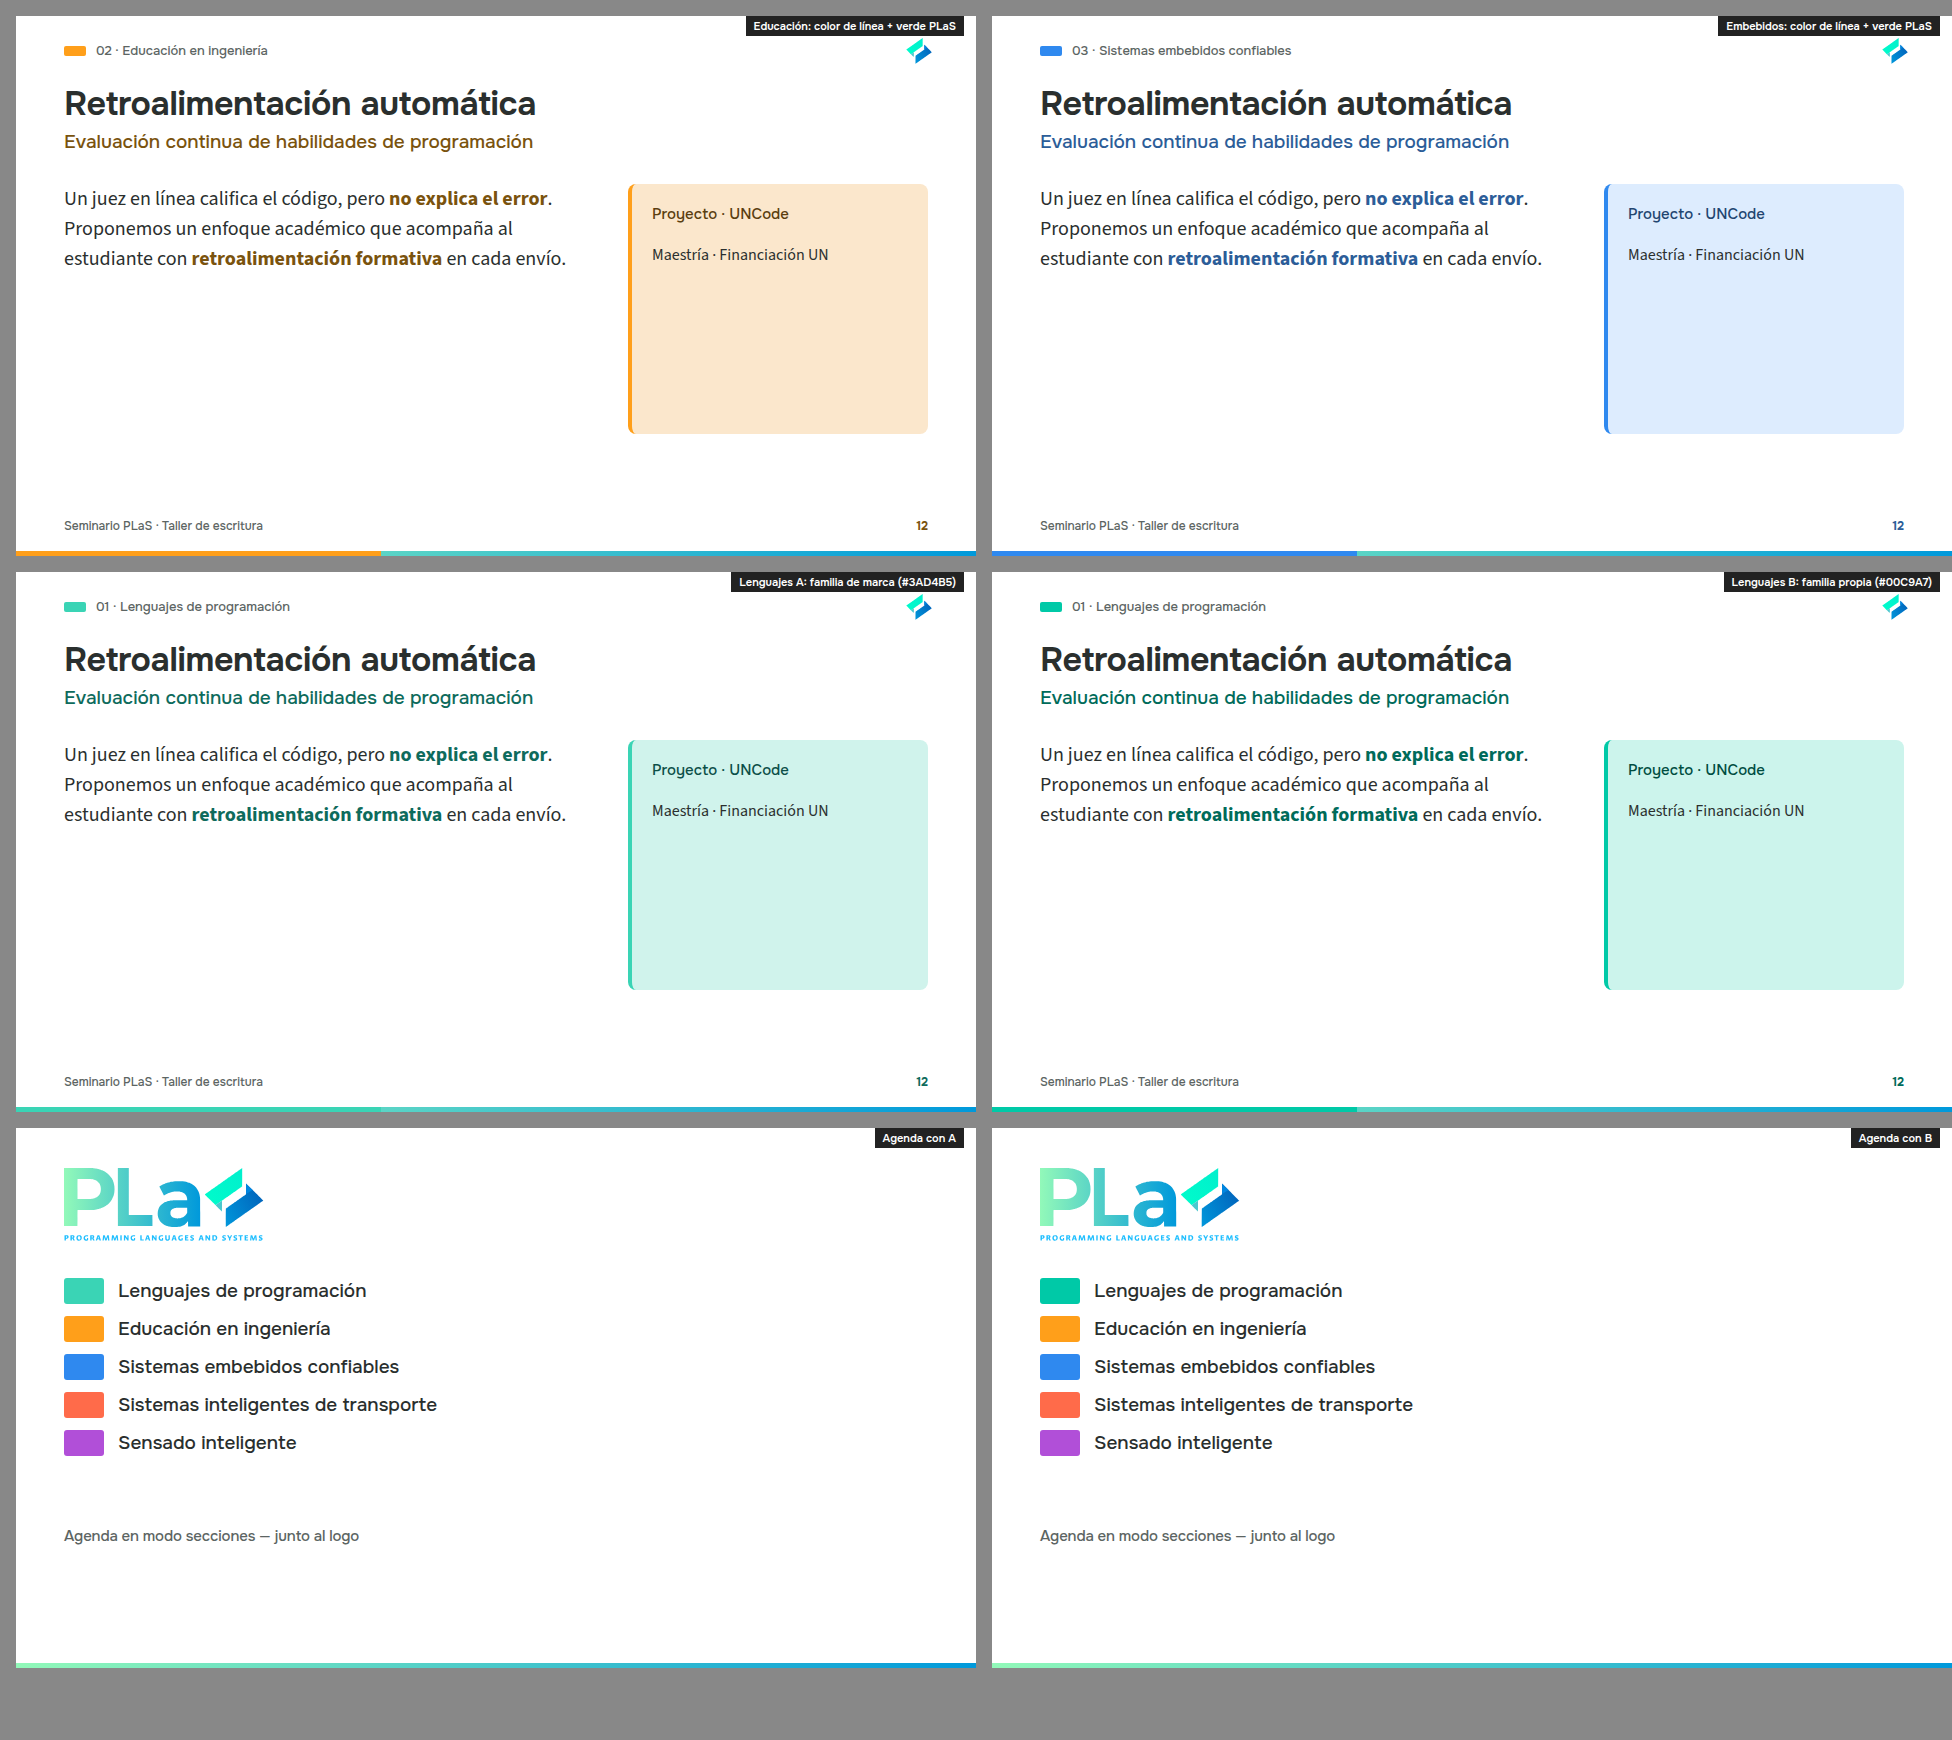 Educación: color de línea + verde PLaS
02 · Educación en ingeniería
Retroalimentación automática
Evaluación continua de habilidades de programación
Un juez en línea califica el código, pero no explica el error.
Proponemos un enfoque académico que acompaña al
estudiante con retroalimentación formativa en cada envío.
Proyecto · UNCode
Maestría · Financiación UN
Seminario PLaS · Taller de escritura
12
Embebidos: color de línea + verde PLaS
03 · Sistemas embebidos confiables
Retroalimentación automática
Evaluación continua de habilidades de programación
Un juez en línea califica el código, pero no explica el error.
Proponemos un enfoque académico que acompaña al
estudiante con retroalimentación formativa en cada envío.
Proyecto · UNCode
Maestría · Financiación UN
Seminario PLaS · Taller de escritura
12
Lenguajes A: familia de marca (#3AD4B5)
01 · Lenguajes de programación
Retroalimentación automática
Evaluación continua de habilidades de programación
Un juez en línea califica el código, pero no explica el error.
Proponemos un enfoque académico que acompaña al
estudiante con retroalimentación formativa en cada envío.
Proyecto · UNCode
Maestría · Financiación UN
Seminario PLaS · Taller de escritura
12
Lenguajes B: familia propia (#00C9A7)
01 · Lenguajes de programación
Retroalimentación automática
Evaluación continua de habilidades de programación
Un juez en línea califica el código, pero no explica el error.
Proponemos un enfoque académico que acompaña al
estudiante con retroalimentación formativa en cada envío.
Proyecto · UNCode
Maestría · Financiación UN
Seminario PLaS · Taller de escritura
12
Agenda con A
PLa
PROGRAMMING LANGUAGES AND SYSTEMS
Lenguajes de programación
Educación en ingeniería
Sistemas embebidos confiables
Sistemas inteligentes de transporte
Sensado inteligente
Agenda en modo secciones — junto al logo
Agenda con B
PLa
PROGRAMMING LANGUAGES AND SYSTEMS
Lenguajes de programación
Educación en ingeniería
Sistemas embebidos confiables
Sistemas inteligentes de transporte
Sensado inteligente
Agenda en modo secciones — junto al logo